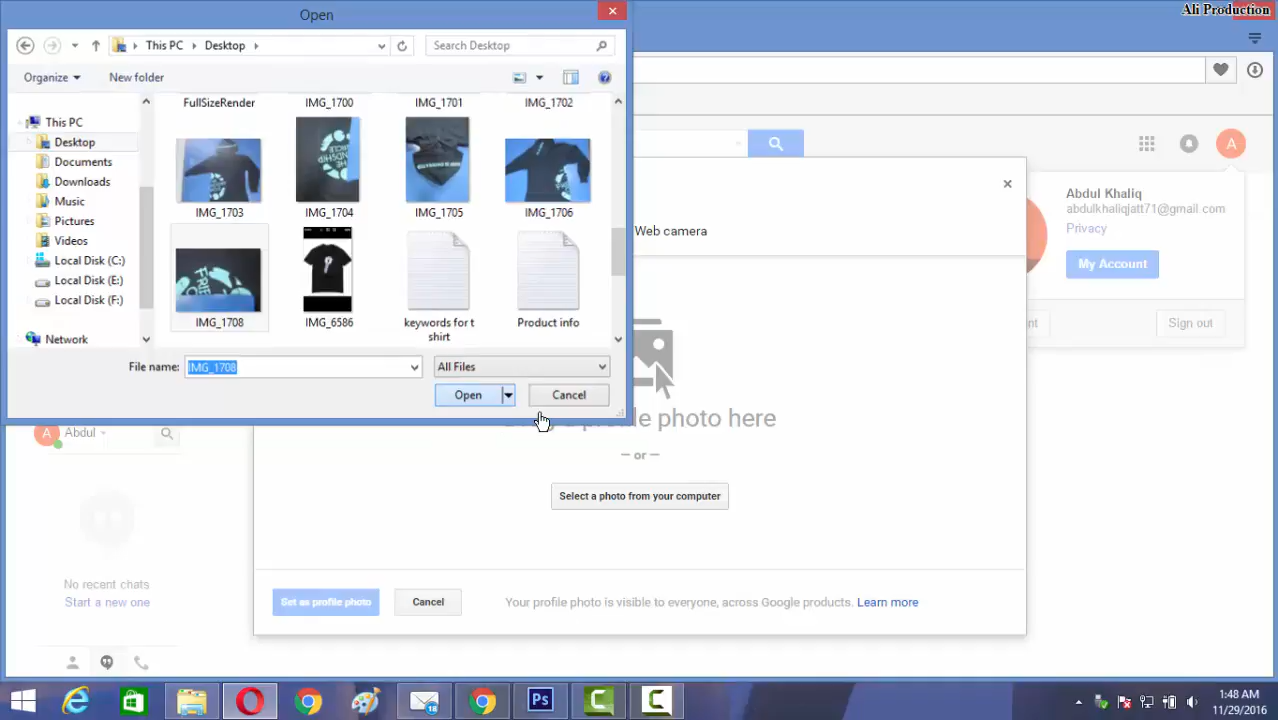 Open
Ali Production
This PC
Desktop
Search Desktop
Organize
New folder
FullSizeRender
IMG_1700
IMG_1701
IMG_1702
This PC
Desktop
Documents
Downloads
Music
Pictures
Videos
Local Disk (C:)
Local Disk (E:)
Local Disk (F:)
Network
IMG_1703
IMG_1704
IMG_1705
IMG_1706
IMG_1708
IMG_6586
keywords for t
shirt
Product info
File name:
IMG_1708
All Files
Open
Cancel
A
Abdul Khaliq
abdulkhaliqjatt71@gmail.com
Privacy
My Account
Sign out
Web camera
profile photo here
— or —
Select a photo from your computer
A
Abdul
No recent chats
Start a new one
Set as profile photo
Cancel
Your profile photo is visible to everyone, across Google products. Learn more
Ps
18
1:48 AM
11/29/2016